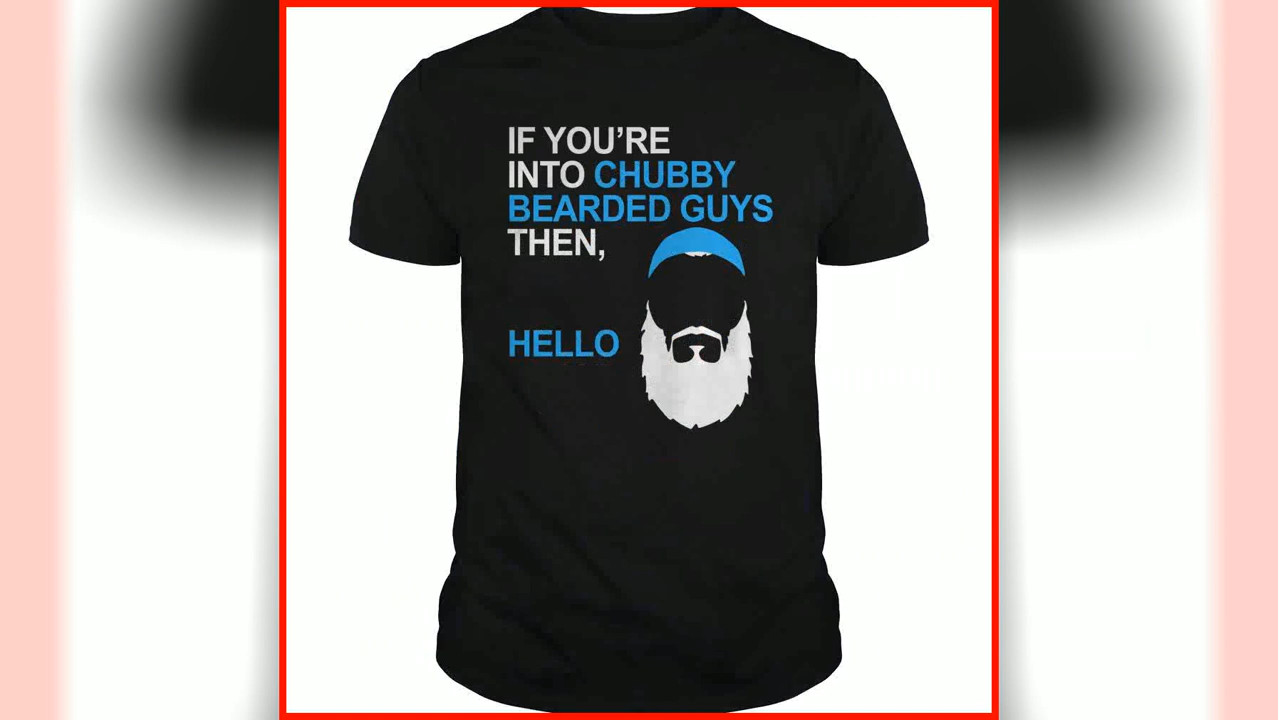 IF YOU'RE
INTO CHUBBY
BEARDED GUYS
THEN,
HELLO